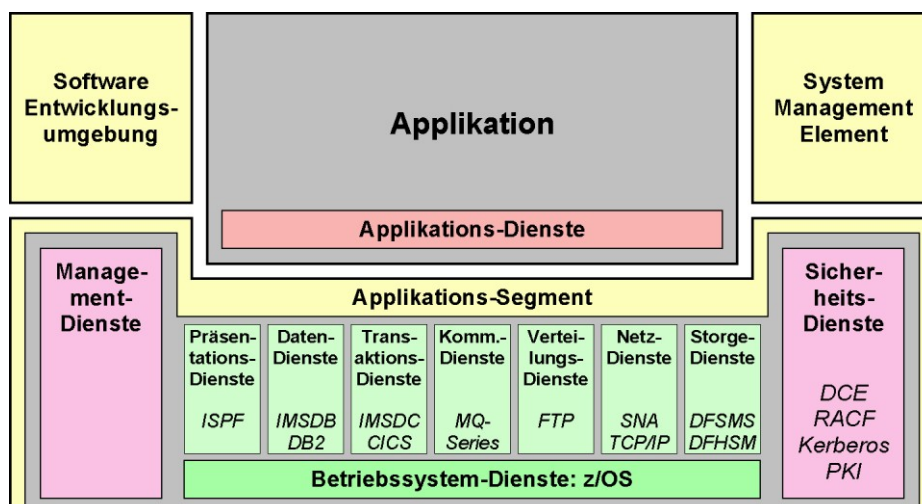 Software
Entwicklungs-
umgebung
Applikation
System
Management
Element
Applikations-Dienste
Manage-
ment-
Dienste
Applikations-Segment
Sicher-
heits-
Dienste
Präsen-
tations-
Dienste
ISPF
Daten-
Dienste
IMSDB
DB2
Trans-
aktions-
Dienste
IMSDC
CICS
Komm.-
Dienste
MQ-
Series
Vertei-
lungs-
Dienste
FTP
Netz-
Dienste
SNA
TCP/IP
Storge-
Dienste
DFSMS
DFHSM
DCE
RACF
Kerberos
PKI
Betriebssystem-Dienste: z/OS